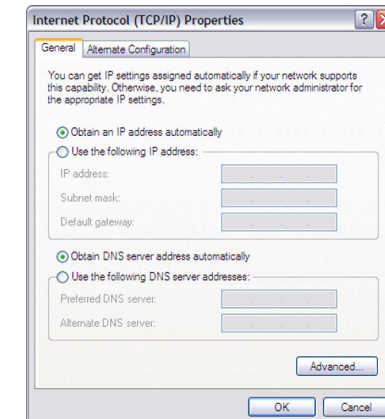 Internet Protocol (TCP/IP) Properties
General
Alternate Configuration
You can get IP settings assigned automatically if your network supports
this capability. Otherwise, you need to ask your network administrator for
the appropriate IP settings.
Obtain an IP address automatically
Use the following IP address:
IP address:
Subnet mask:
Default gateway:
Obtain DNS server address automatically
Use the following DNS server addresses:
Preferred DNS server:
Alternate DNS server:
Advanced...
OK
Cancel